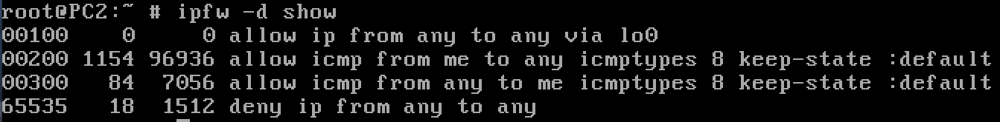 root@PC2:~ # ipfw -d show
00100    0     0 allow ip from any to any via lo0
00200 1154 96936 allow icmp from me to any icmptypes 8 keep-state :default
00300   84  7056 allow icmp from any to me icmptypes 8 keep-state :default
65535   18  1512 deny ip from any to any